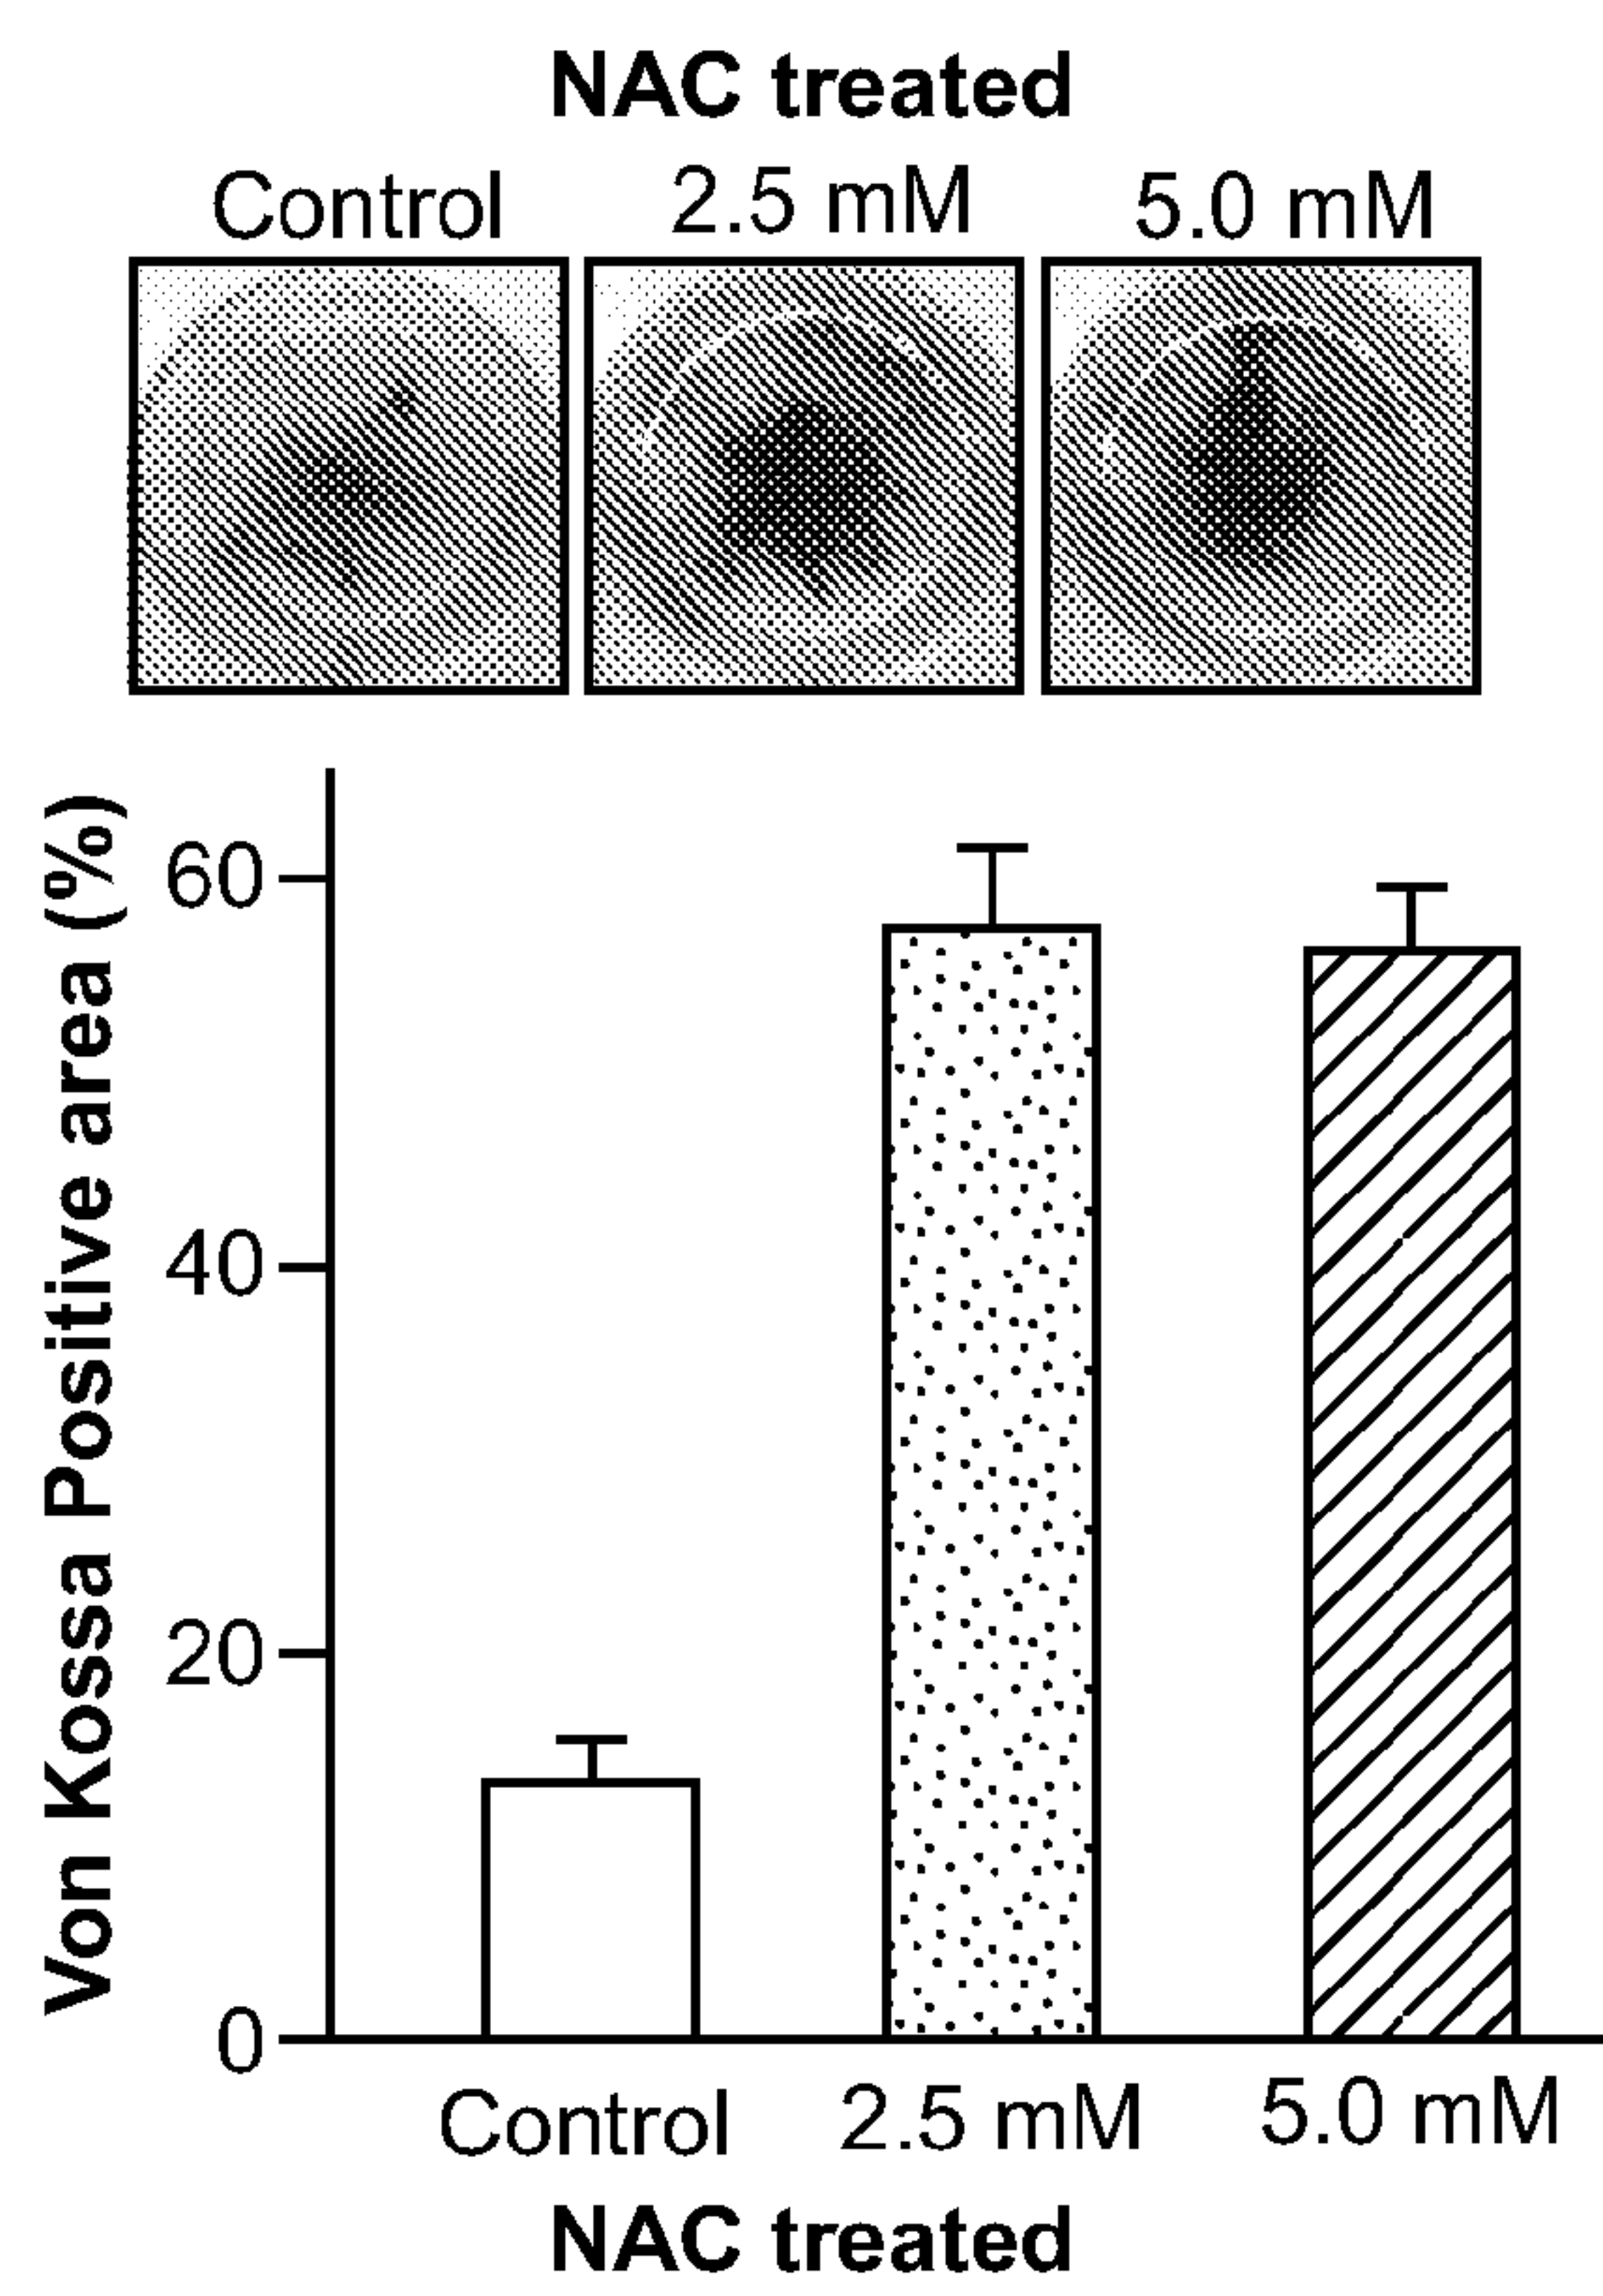 NAC treated
Control 2.5 mM 5.0 mM
Von Kossa Positive area (%)
60
40
20
0
Control 2.5 mM 5.0 mM
NAC treated